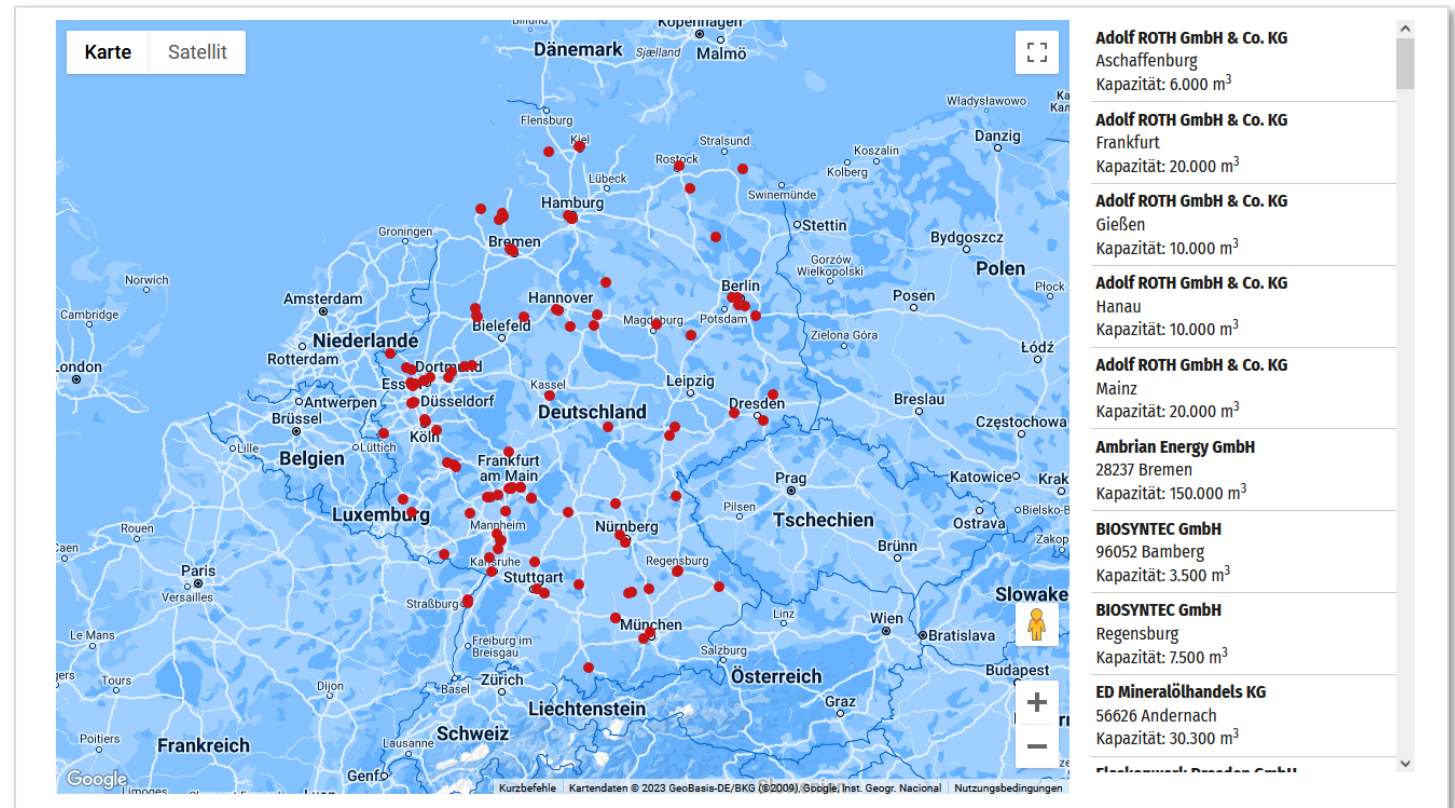 Karte
Satellit
Kopenhagen
Dänemark
Sjælland
Malmö
Flensburg
Kiel
Stralsund
Rostock
Władysławowo
Danzig
Koszalin
Kolberg
Lübeck
Swinemünde
Hamburg
Groningen
Stettin
Bremen
Bydgoszcz
Norwich
Gorzów
Wielkopolski
Polen
Berlin
Amsterdam
Hannover
Posen
Płock
Cambridge
Magdeburg
Potsdam
Bielefeld
Niederlande
Zielona Góra
Rotterdam
Łódź
London
Dortmund
Kassel
Leipzig
Antwerpen
Düsseldorf
Dresden
Breslau
Brüssel
Deutschland
Częstochowa
Köln
Lille
Lüttich
Belgien
Frankfurt
am Main
Prag
Katowice
Luxemburg
Pilsen
Mannheim
Tschechien
Ostrava
Rouen
Nürnberg
Caen
Brünn
Paris
Karlsruhe
Regensburg
Versailles
Stuttgart
Straßburg
Linz
Wien
Le Mans
München
Bratislava
Freiburg im
Breisgau
Salzburg
Tours
Zürich
Österreich
Budapest
Dijon
Basel
Graz
Liechtenstein
Schweiz
Poitiers
Frankreich
Lausanne
Genf
Google
Limoges
Kurzbefehle
Kartendaten © 2023 GeoBasis-DE/BKG (©2009), Google, Inst. Geogr. Nacional
Nutzungsbedingungen
Adolf ROTH GmbH & Co. KG
Aschaffenburg
Kapazität: 6.000 m³
Adolf ROTH GmbH & Co. KG
Frankfurt
Kapazität: 20.000 m³
Adolf ROTH GmbH & Co. KG
Gießen
Kapazität: 10.000 m³
Adolf ROTH GmbH & Co. KG
Hanau
Kapazität: 10.000 m³
Adolf ROTH GmbH & Co. KG
Mainz
Kapazität: 20.000 m³
Ambrian Energy GmbH
28237 Bremen
Kapazität: 150.000 m³
BIOSYNTEC GmbH
96052 Bamberg
Kapazität: 3.500 m³
BIOSYNTEC GmbH
Regensburg
Kapazität: 7.500 m³
ED Mineralölhandels KG
56626 Andernach
Kapazität: 30.300 m³